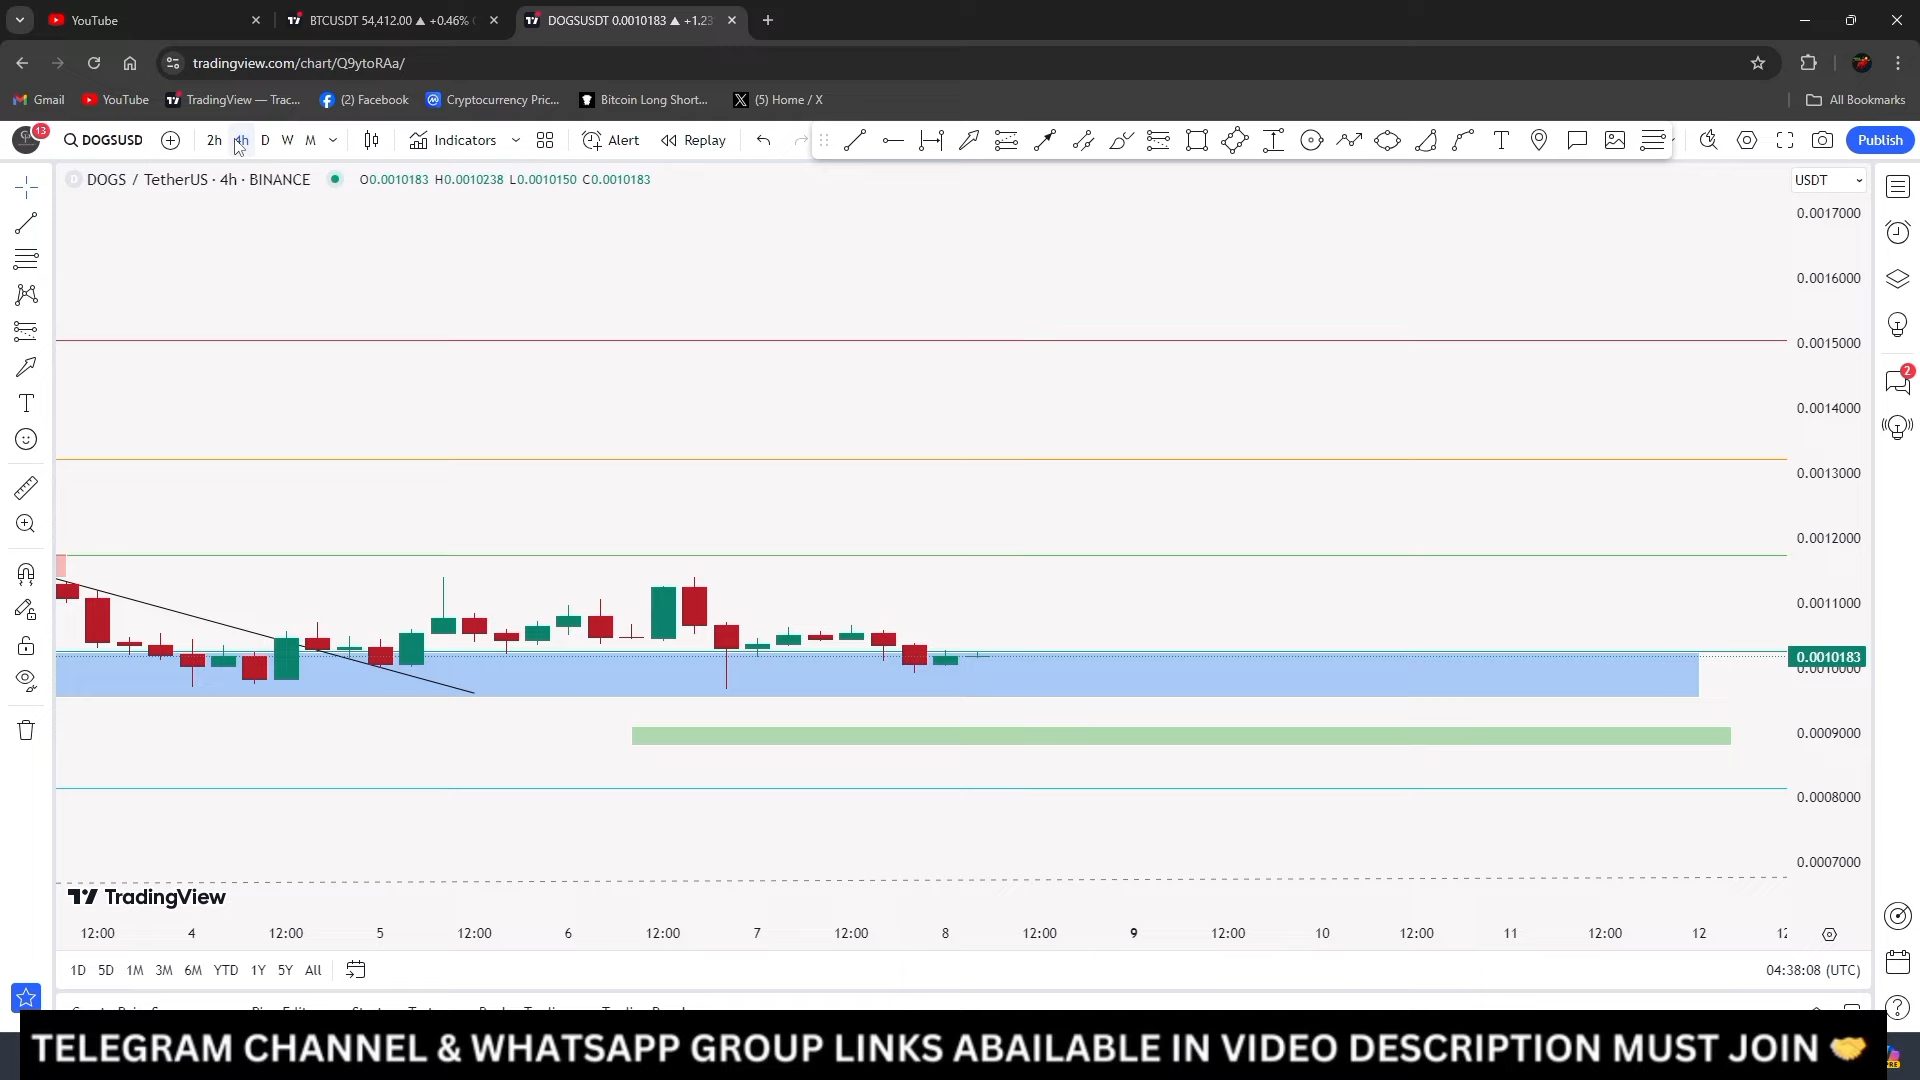 YouTube
BTCUSDT 54,412.00 ▲ +0.46%
DOGSUSDT 0.0010183 ▲ +1.23
tradingview.com/chart/Q9ytoRAa/
Gmail
YouTube
TradingView — Trac...
(2) Facebook
Cryptocurrency Pric...
Bitcoin Long Short...
(5) Home / X
All Bookmarks
13
DOGSUSD
2h
4h
D
W
M
Indicators
Alert
Replay
Publish
DOGS / TetherUS · 4h · BINANCE
O0.0010183 H0.0010238 L0.0010150 C0.0010183
USDT
0.0017000
0.0016000
0.0015000
2
0.0014000
0.0013000
0.0012000
0.0011000
0.0010183
0.0010000
0.0009000
0.0008000
0.0007000
TradingView
12:00 4 12:00 5 12:00 6 12:00 7 12:00 8 12:00 9 12:00 10 12:00 11 12:00 12
1D 5D 1M 3M 6M YTD 1Y 5Y All
04:38:08 (UTC)
TELEGRAM CHANNEL & WHATSAPP GROUP LINKS ABAILABLE IN VIDEO DESCRIPTION MUST JOIN 🤝